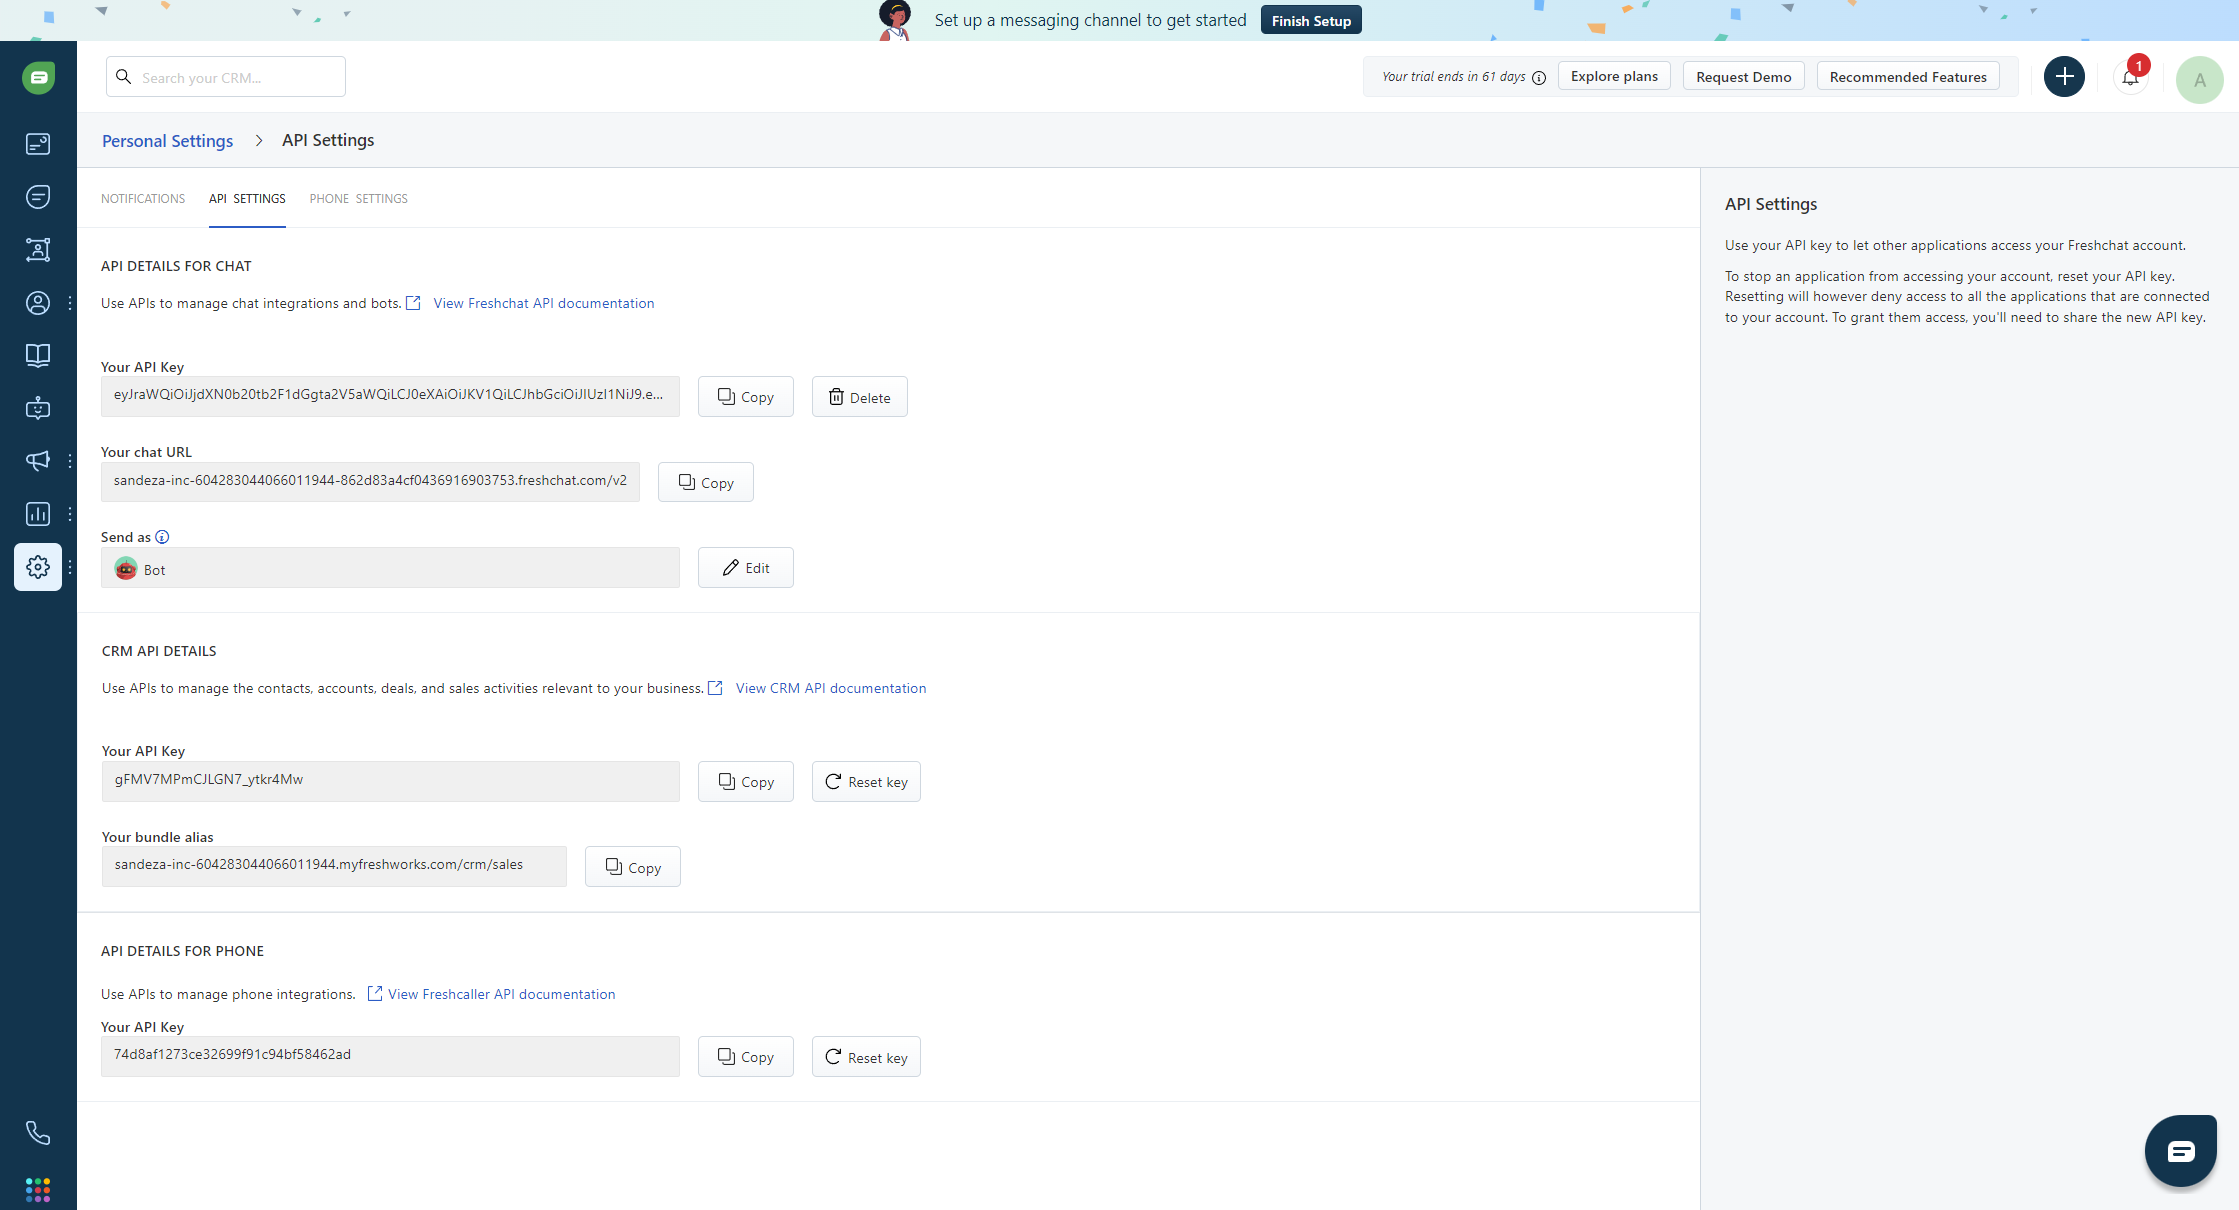 Set up a messaging channel to get started
Finish Setup
Search your CRM...
Your trial ends in 61 days
Explore plans
Request Demo
Recommended Features
1
A
Personal Settings
API Settings
NOTIFICATIONS
API SETTINGS
PHONE SETTINGS
API DETAILS FOR CHAT
Use APIs to manage chat integrations and bots. View Freshchat API documentation
Your API Key
eyJraWQiOiJjdXN0b20tb2F1dGgta2V5aWQiLCJ0eXAiOiJKV1QiLCJhbGciOiJIUzI1NiJ9.e...
Copy
Delete
Your chat URL
sandeza-inc-604283044066011944-862d83a4cf0436916903753.freshchat.com/v2
Copy
Send as
Bot
Edit
CRM API DETAILS
Use APIs to manage the contacts, accounts, deals, and sales activities relevant to your business. View CRM API documentation
Your API Key
gFMV7MPmCJLGN7_ytkr4Mw
Copy
Reset key
Your bundle alias
sandeza-inc-604283044066011944.myfreshworks.com/crm/sales
Copy
API DETAILS FOR PHONE
Use APIs to manage phone integrations. View Freshcaller API documentation
Your API Key
74d8af1273ce32699f91c94bf58462ad
Copy
Reset key
API Settings
Use your API key to let other applications access your Freshchat account.
To stop an application from accessing your account, reset your API key.
Resetting will however deny access to all the applications that are connected
to your account. To grant them access, you'll need to share the new API key.